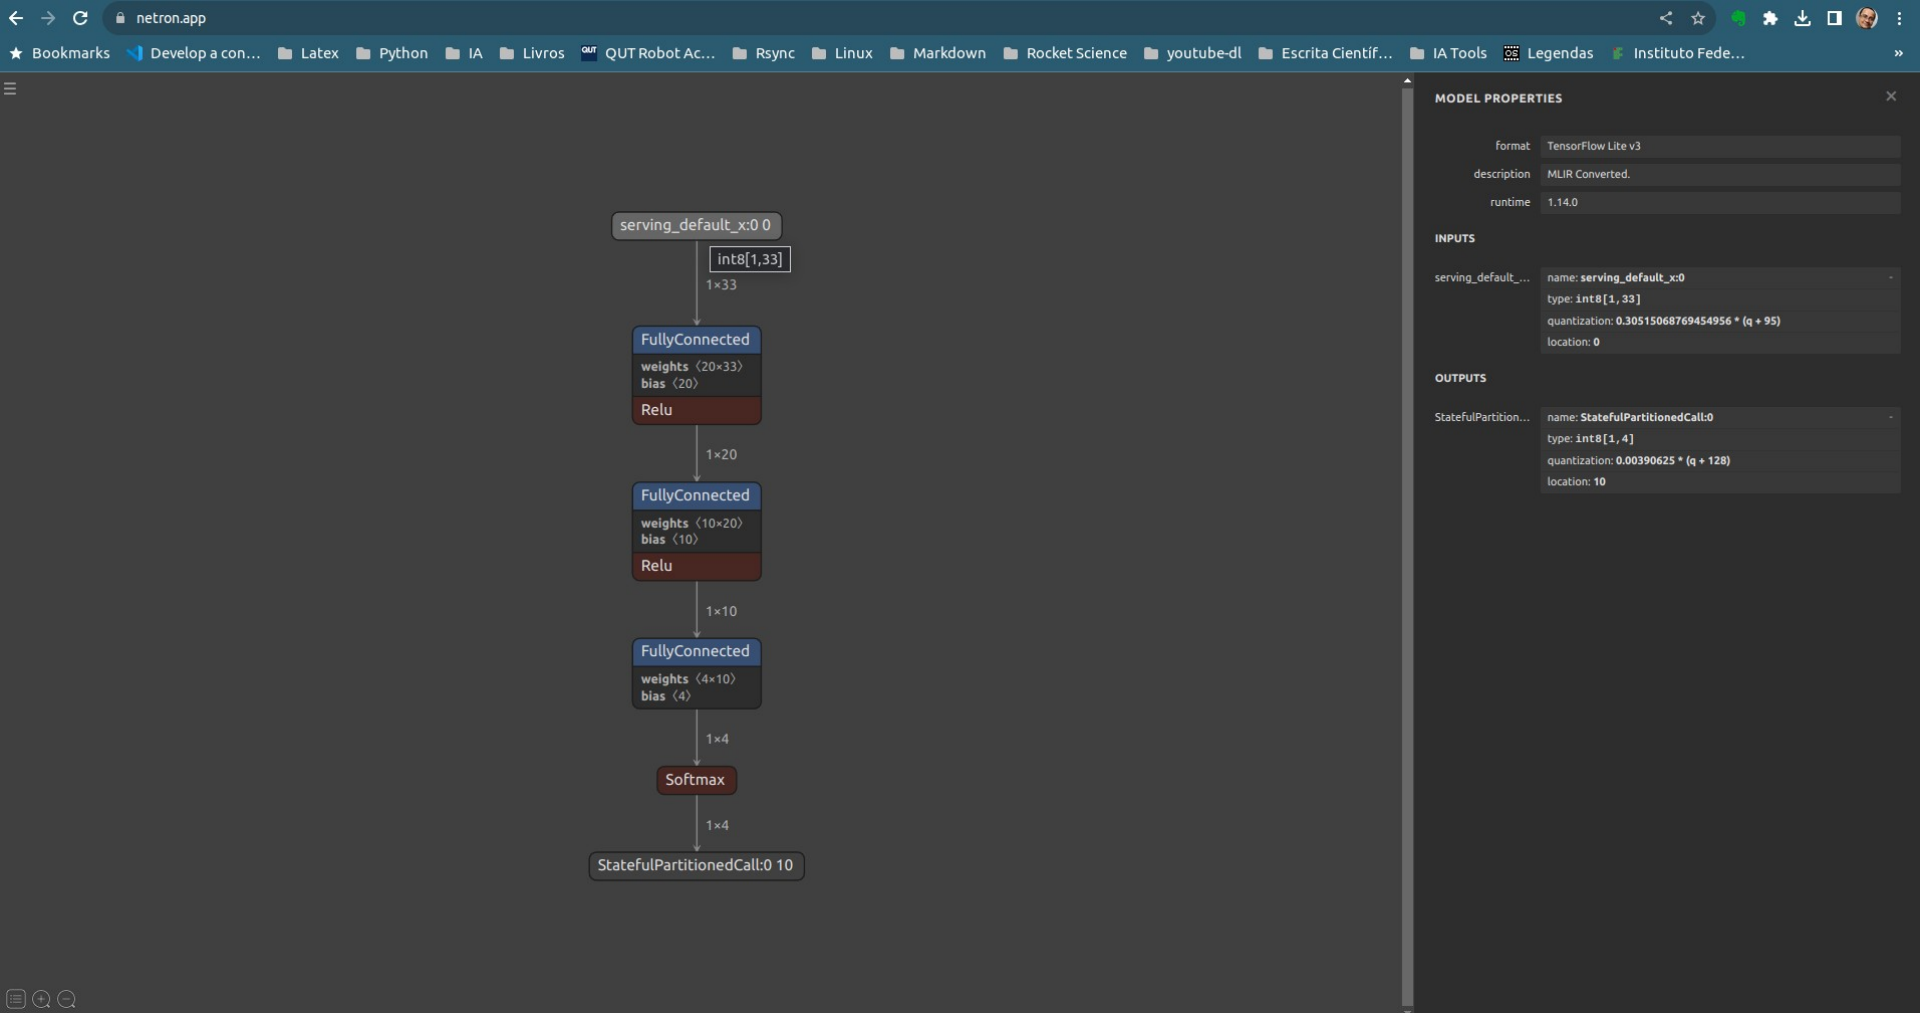 netron.app
Bookmarks Develop a con... Latex Python IA Livros QUT QUT Robot Ac... Rsync Linux Markdown Rocket Science youtube-dl Escrita Científ... IA Tools OS Legendas Instituto Fede... »
serving_default_x:0 0
int8[1,33]
1×33
FullyConnected
weights 〈20×33〉
bias 〈20〉
Relu
1×20
FullyConnected
weights 〈10×20〉
bias 〈10〉
Relu
1×10
FullyConnected
weights 〈4×10〉
bias 〈4〉
1×4
Softmax
1×4
StatefulPartitionedCall:0 10
MODEL PROPERTIES
format TensorFlow Lite v3
description MLIR Converted.
runtime 1.14.0
INPUTS
serving_default_... name: serving_default_x:0 -
type: int8[1,33]
quantization: 0.30515068769454956 * (q + 95)
location: 0
OUTPUTS
StatefulPartition... name: StatefulPartitionedCall:0 -
type: int8[1,4]
quantization: 0.00390625 * (q + 128)
location: 10